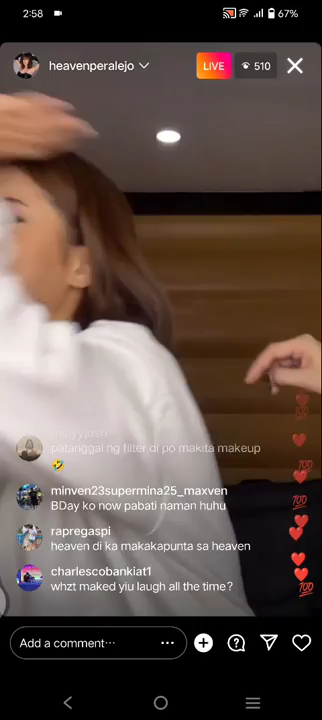 2:58
67%
heavenperalejo
LIVE
510
patanggal ng filter di po makita makeup
🤣
minven23supermina25_maxven
BDay ko now pabati naman huhu
rapregaspi
heaven di ka makakapunta sa heaven
charlescobankiat1
whzt maked yiu laugh all the time?
Add a comment···